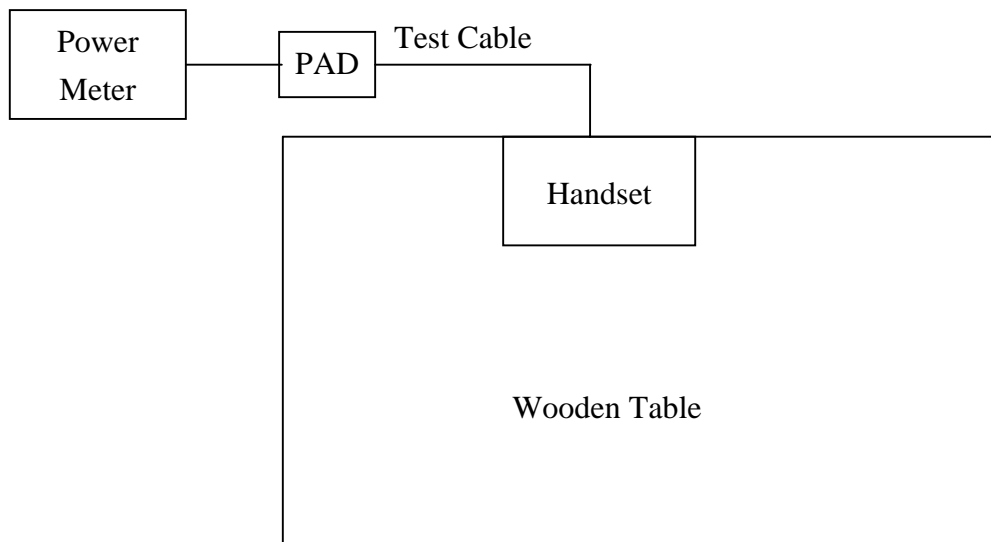 Power
Meter
PAD
Test Cable
Handset
Wooden Table